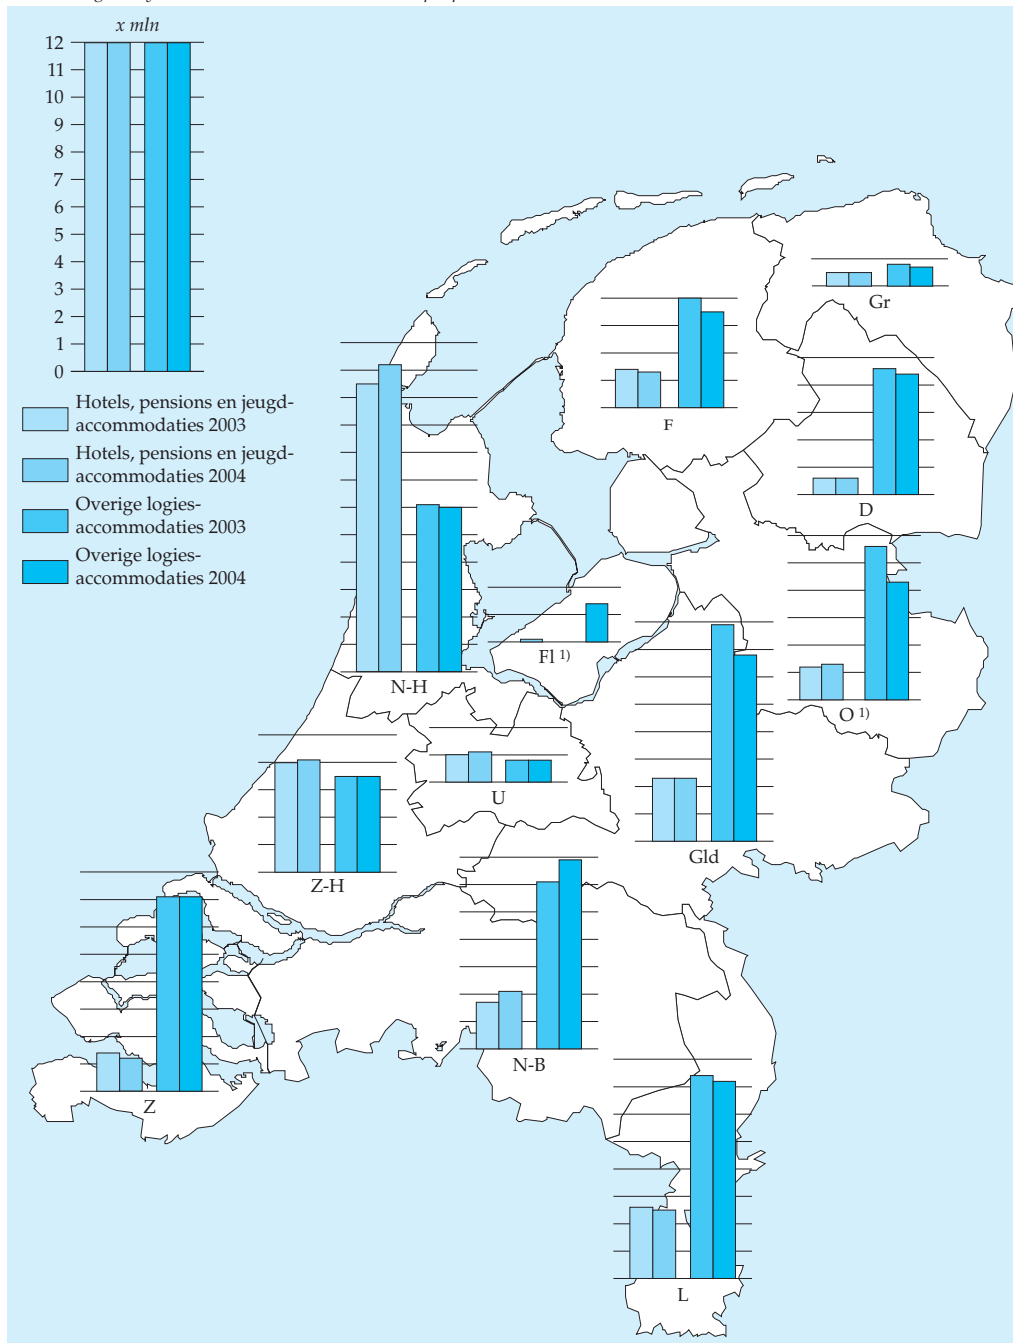 x mln
12
11
10
9
8
7
6
5
4
3
2
1
0
Hotels, pensions en jeugd-
accommodaties 2003
Hotels, pensions en jeugd-
accommodaties 2004
Overige logies-
accommodaties 2003
Overige logies-
accommodaties 2004
Gr
F
D
Fl 1)
O 1)
N-H
U
Gld
Z-H
N-B
Z
L